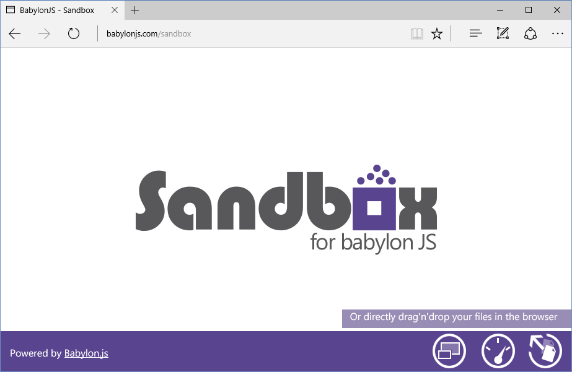 BabylonJS - Sandbox
babylonjs.com/sandbox
Sandbox
for babylon JS
Or directly drag'n'drop your files in the browser
Powered by Babylon.js